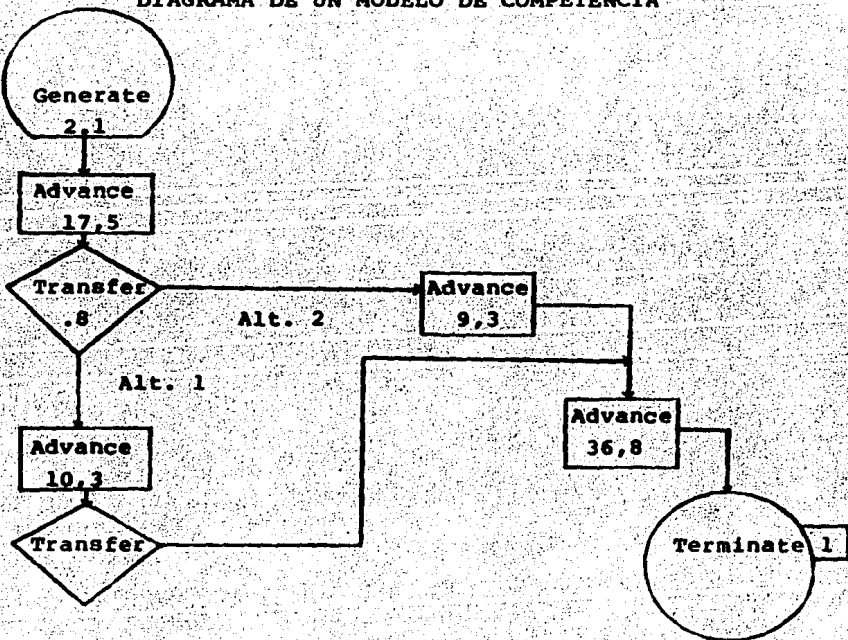 DIAGRAMA DE UN MODELO DE COMPETENCIA
Generate
2,1
Advance
17,5
Transfer
.8
Alt. 2
Advance
9,3
Alt. 1
Advance
10,3
Transfer
Advance
36,8
Terminate 1